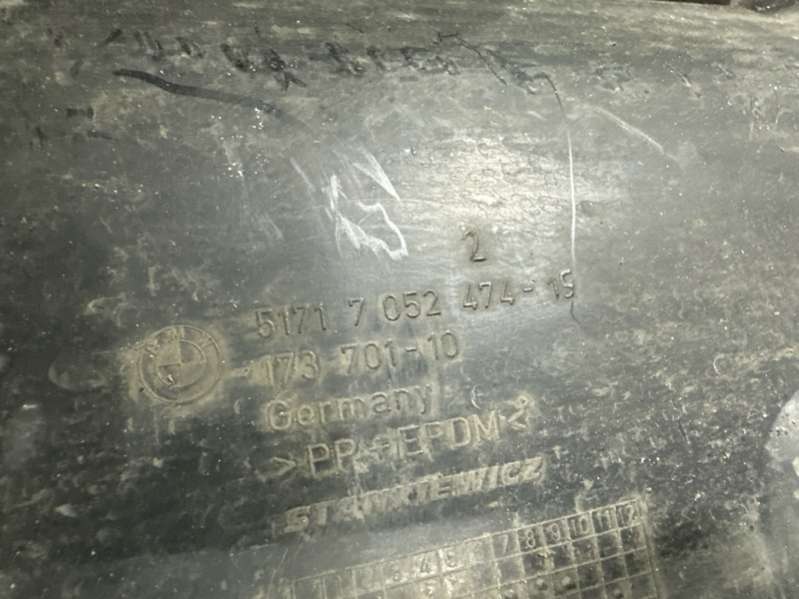 2
5171 7 052 474-15
173 701-10
Germany
>PP+EPDM<
STANKIEWICZ
1 2 3 4 5 6 7 8 9 10 11 12